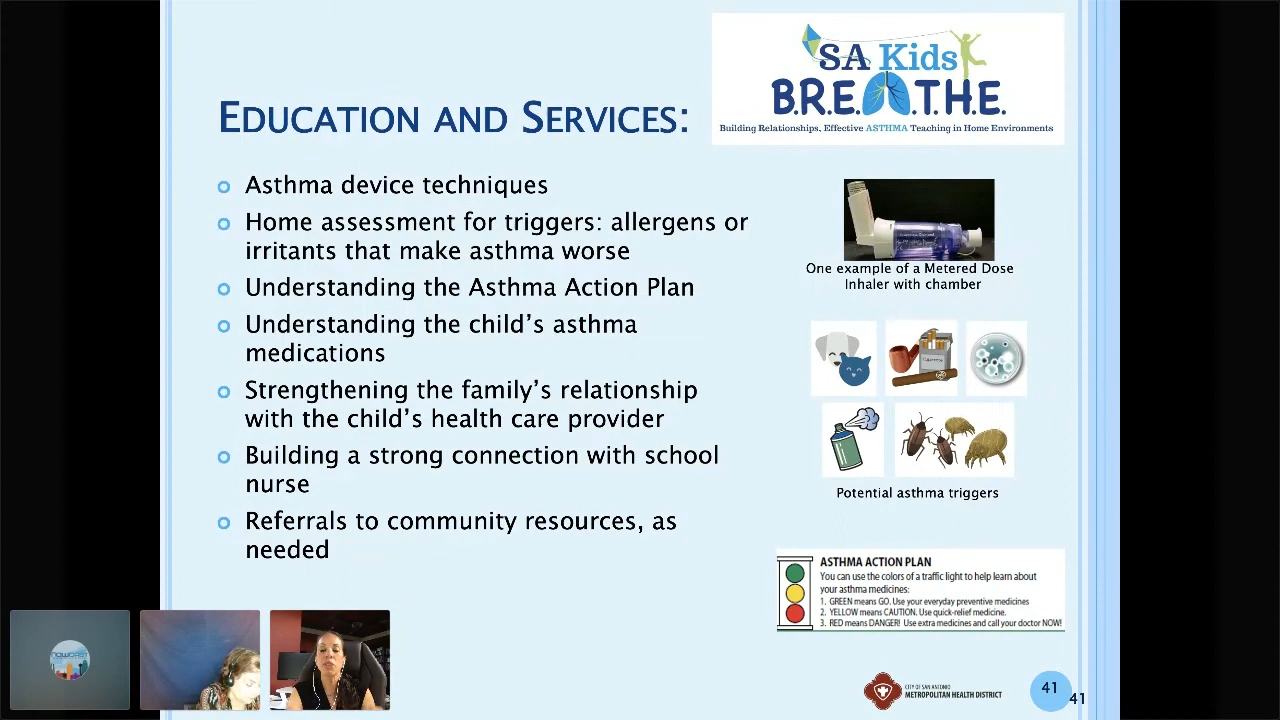 SA Kids
B.R.E.A.T.H.E.
Building Relationships, Effective ASTHMA Teaching in Home Environments
EDUCATION AND SERVICES:
Asthma device techniques
Home assessment for triggers: allergens or
irritants that make asthma worse
Understanding the Asthma Action Plan
Understanding the child's asthma
medications
Strengthening the family's relationship
with the child's health care provider
Building a strong connection with school
nurse
Referrals to community resources, as
needed
One example of a Metered Dose
Inhaler with chamber
Potential asthma triggers
ASTHMA ACTION PLAN
You can use the colors of a traffic light to help learn about
your asthma medicines:
1. GREEN means GO. Use your everyday preventive medicines
2. YELLOW means CAUTION. Use quick-relief medicine.
3. RED means DANGER! Use extra medicines and call your doctor NOW!
NOWCAST
CITY OF SAN ANTONIO
METROPOLITAN HEALTH DISTRICT
41
41